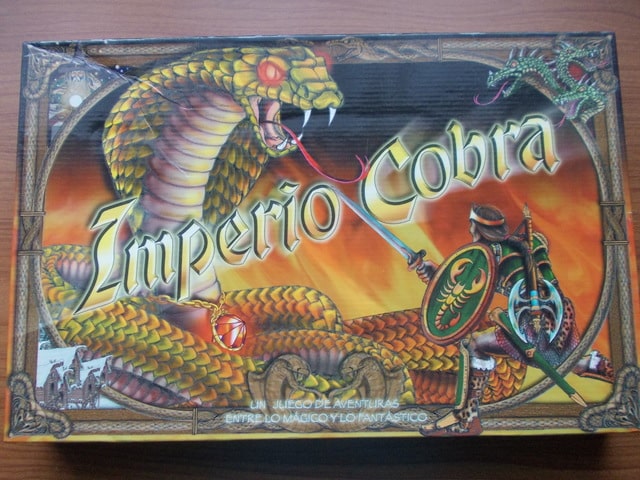 Imperio Cobra
UN JUEGO DE AVENTURAS
ENTRE LO MÁGICO Y LO FANTÁSTICO